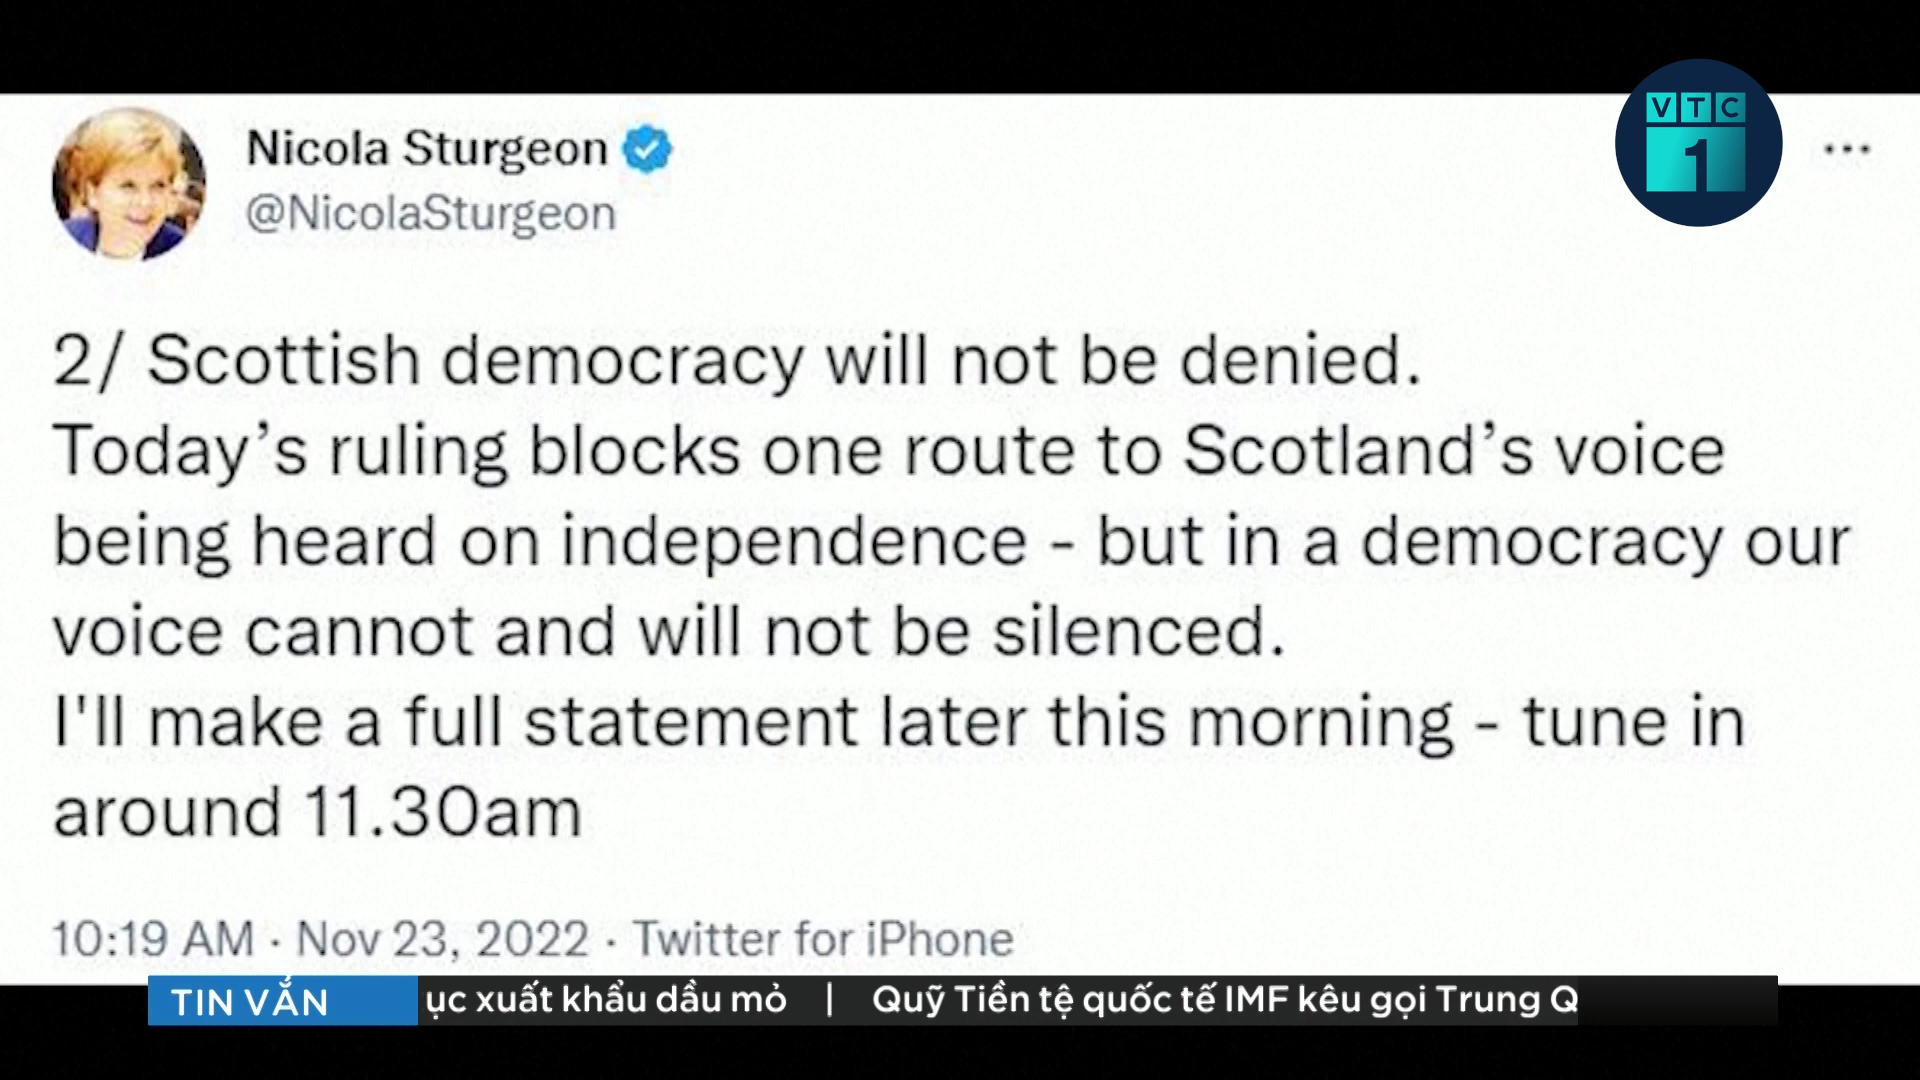 VTC
1
Nicola Sturgeon
@NicolaSturgeon
2/ Scottish democracy will not be denied.
Today’s ruling blocks one route to Scotland’s voice
being heard on independence - but in a democracy our
voice cannot and will not be silenced.
I'll make a full statement later this morning - tune in
around 11.30am
10:19 AM · Nov 23, 2022 · Twitter for iPhone
TIN VẮN
ục xuất khẩu dầu mỏ | Quỹ Tiền tệ quốc tế IMF kêu gọi Trung Q